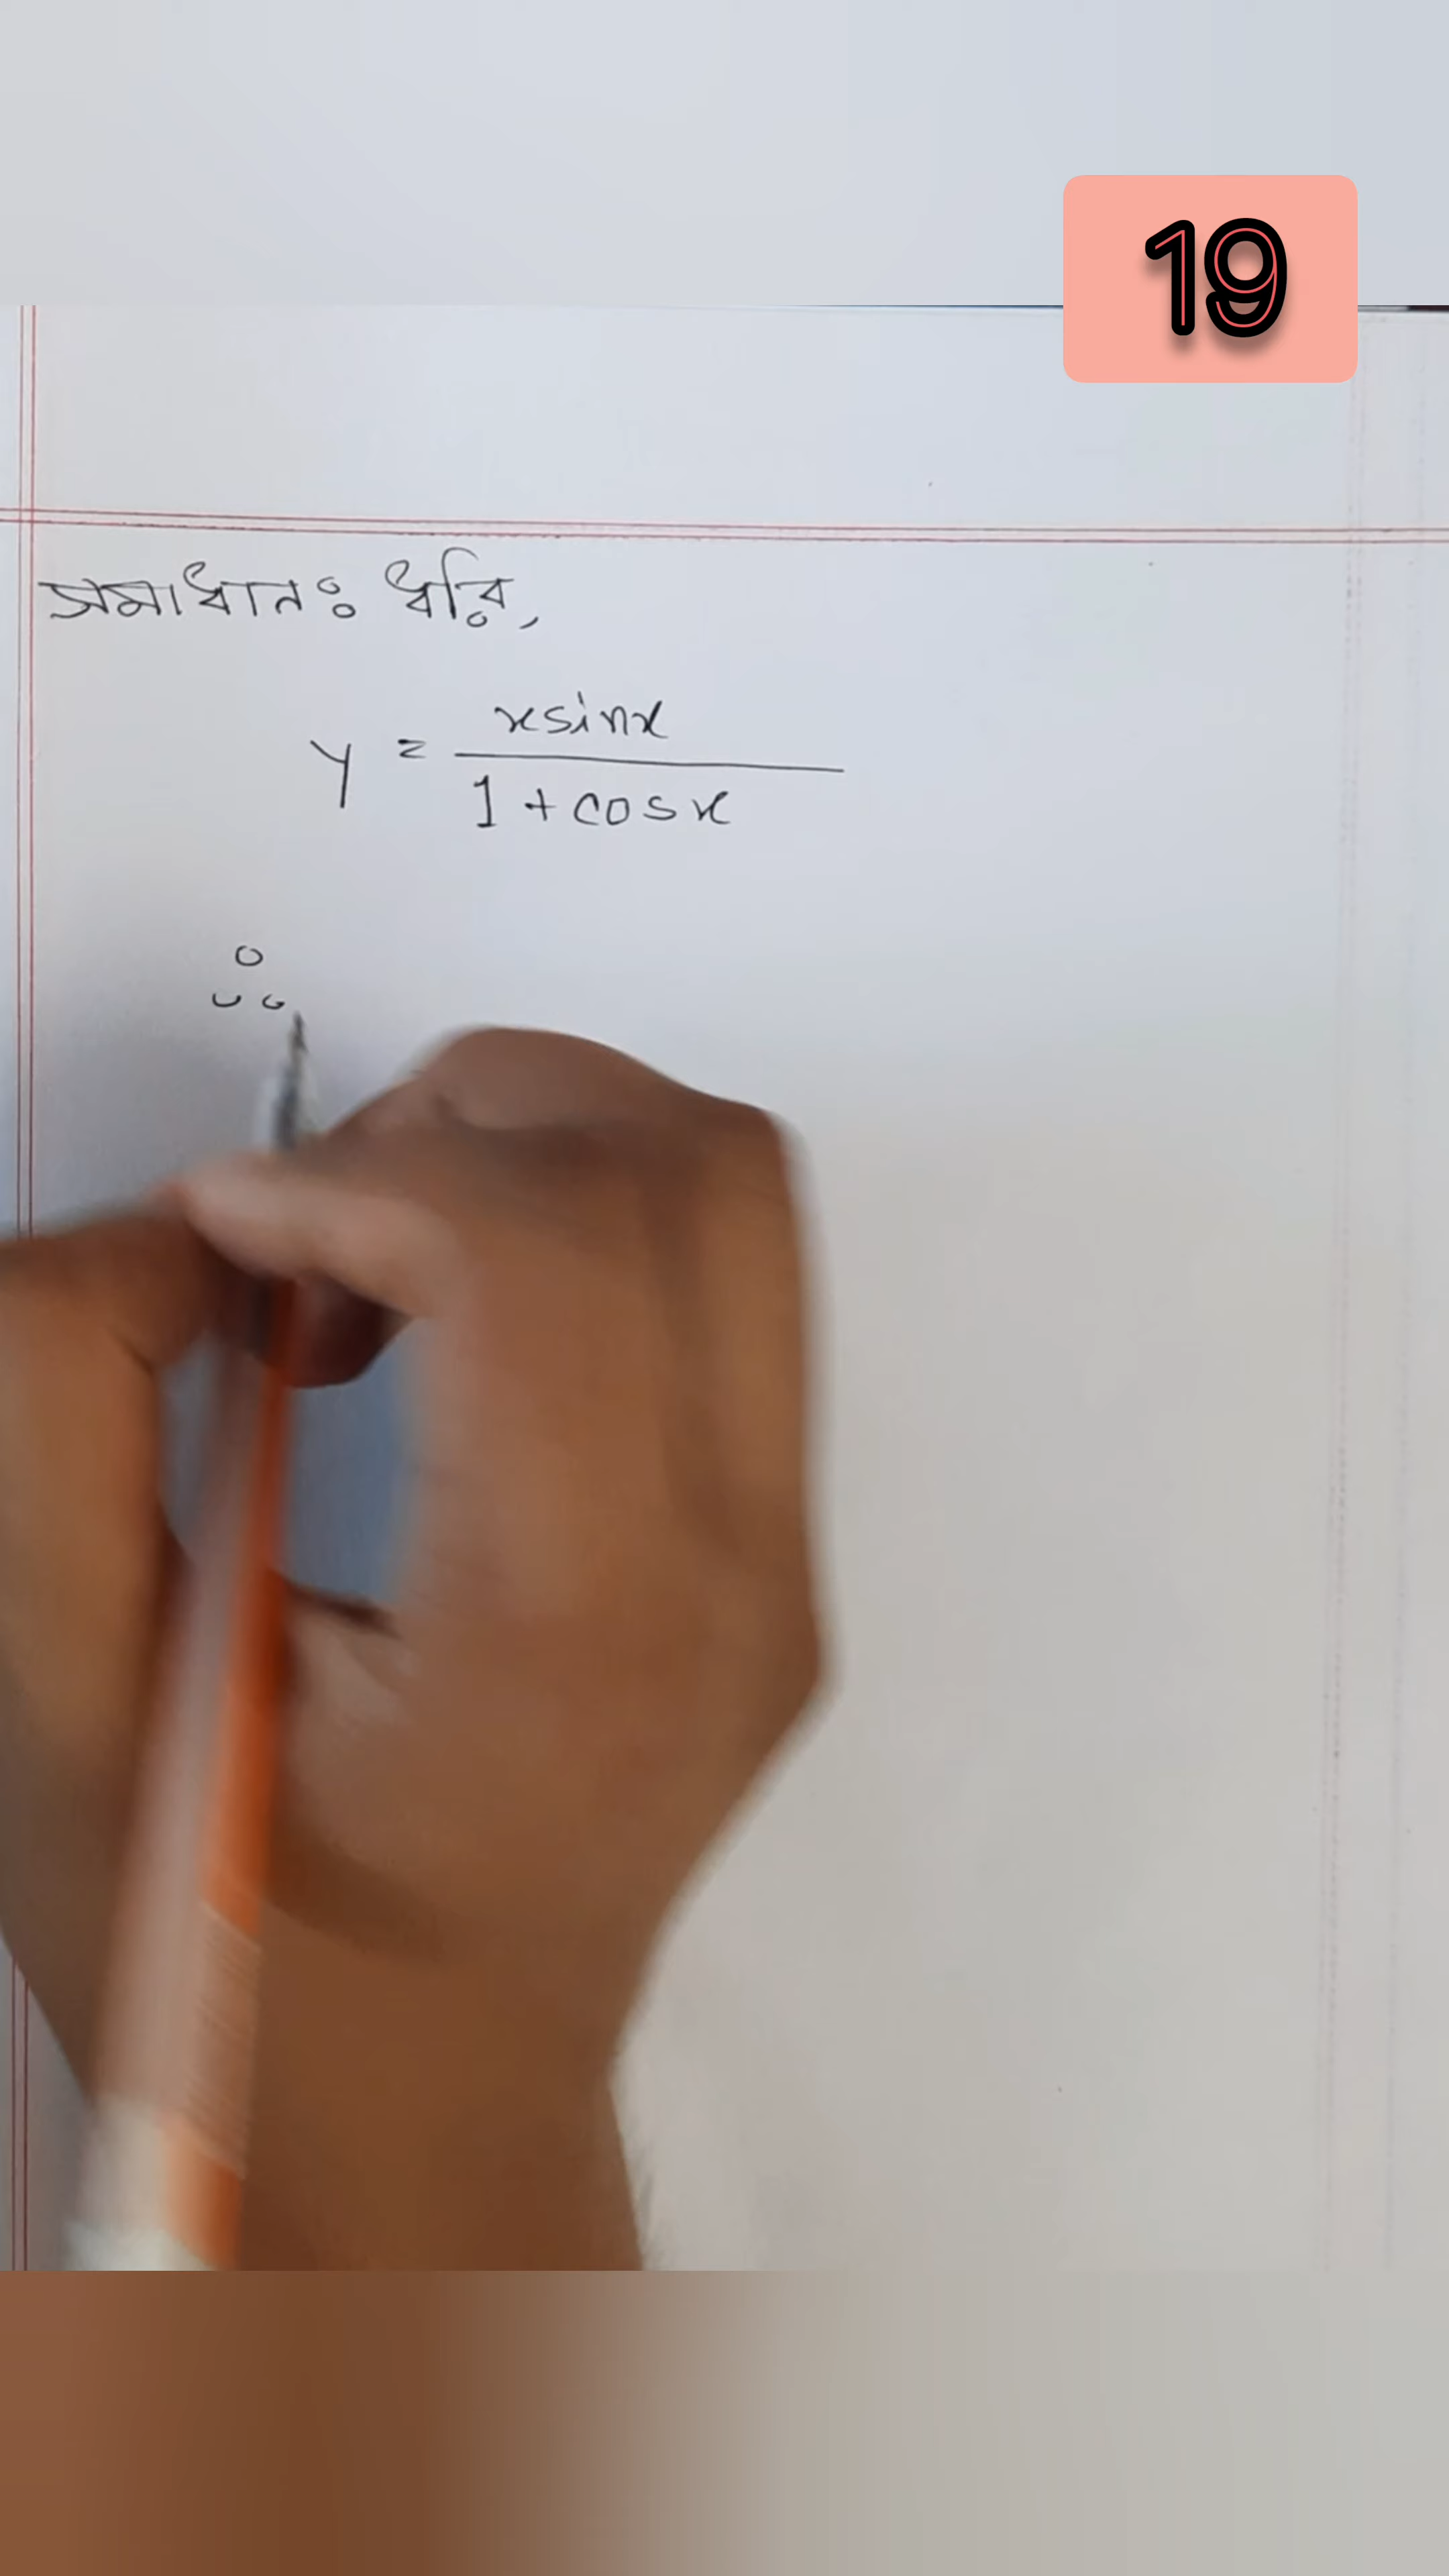 19
সমাধানঃ ধরি,
y = xsinx
1 + cosx
∴